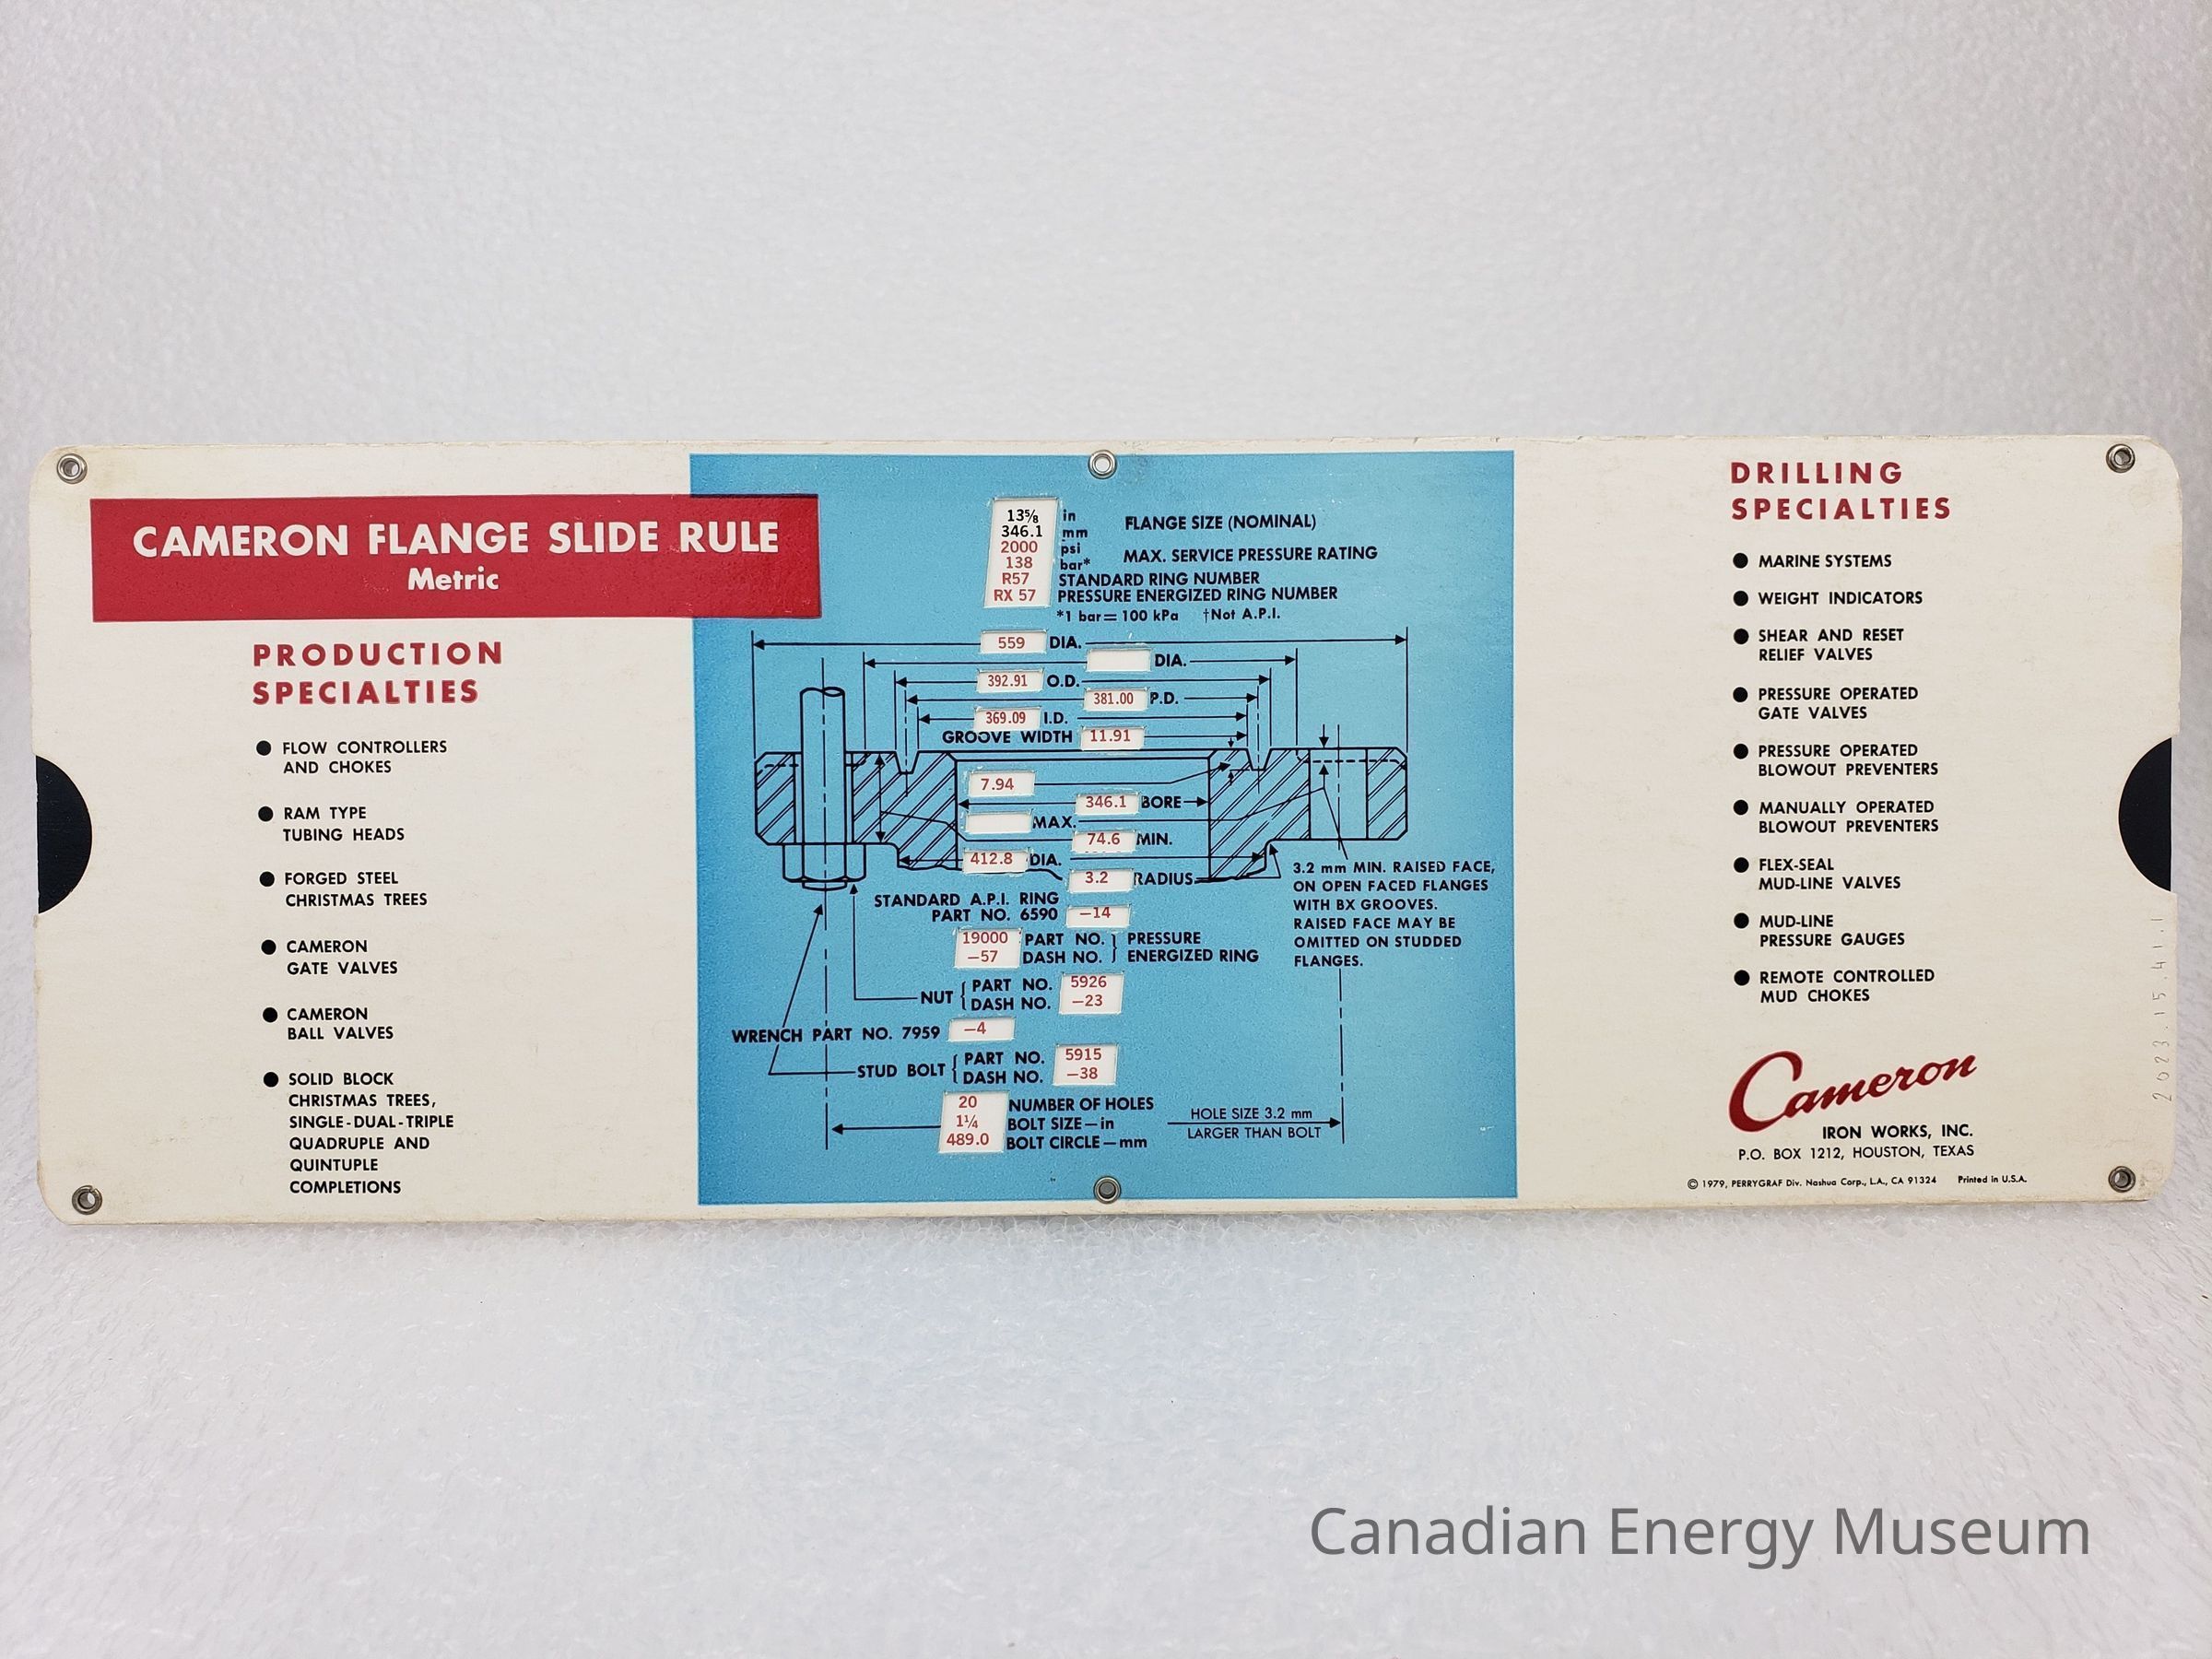 CAMERON FLANGE SLIDE RULE
Metric
PRODUCTION
SPECIALTIES
● FLOW CONTROLLERS
AND CHOKES
● RAM TYPE
TUBING HEADS
● FORGED STEEL
CHRISTMAS TREES
● CAMERON
GATE VALVES
● CAMERON
BALL VALVES
● SOLID BLOCK
CHRISTMAS TREES,
SINGLE-DUAL-TRIPLE
QUADRUPLE AND
QUINTUPLE
COMPLETIONS
13⅝ in FLANGE SIZE (NOMINAL)
346.1 mm
2000 psi MAX. SERVICE PRESSURE RATING
138 bar*
R57 STANDARD RING NUMBER
RX 57 PRESSURE ENERGIZED RING NUMBER
*1 bar = 100 kPa †Not A.P.I.
559 DIA.
DIA.
392.91 O.D.
381.00 P.D.
369.09 I.D.
GROOVE WIDTH 11.91
7.94
346.1 BORE
MAX.
74.6 MIN.
412.8 DIA.
3.2 RADIUS
3.2 mm MIN. RAISED FACE,
ON OPEN FACED FLANGES
WITH BX GROOVES.
RAISED FACE MAY BE
OMITTED ON STUDDED
FLANGES.
STANDARD A.P.I. RING
PART NO. 6590 –14
19000 PART NO. } PRESSURE
–57 DASH NO. } ENERGIZED RING
NUT { PART NO. 5926
DASH NO. –23
WRENCH PART NO. 7959 –4
STUD BOLT { PART NO. 5915
DASH NO. –38
20 NUMBER OF HOLES
1¼ BOLT SIZE – in
489.0 BOLT CIRCLE – mm
HOLE SIZE 3.2 mm
LARGER THAN BOLT
DRILLING
SPECIALTIES
● MARINE SYSTEMS
● WEIGHT INDICATORS
● SHEAR AND RESET
RELIEF VALVES
● PRESSURE OPERATED
GATE VALVES
● PRESSURE OPERATED
BLOWOUT PREVENTERS
● MANUALLY OPERATED
BLOWOUT PREVENTERS
● FLEX-SEAL
MUD-LINE VALVES
● MUD-LINE
PRESSURE GAUGES
● REMOTE CONTROLLED
MUD CHOKES
Cameron
IRON WORKS, INC.
P.O. BOX 1212, HOUSTON, TEXAS
© 1979, PERRYGRAF Div. Nashua Corp., L.A., CA 91324 Printed in U.S.A.
2023.15.41.1
Canadian Energy Museum